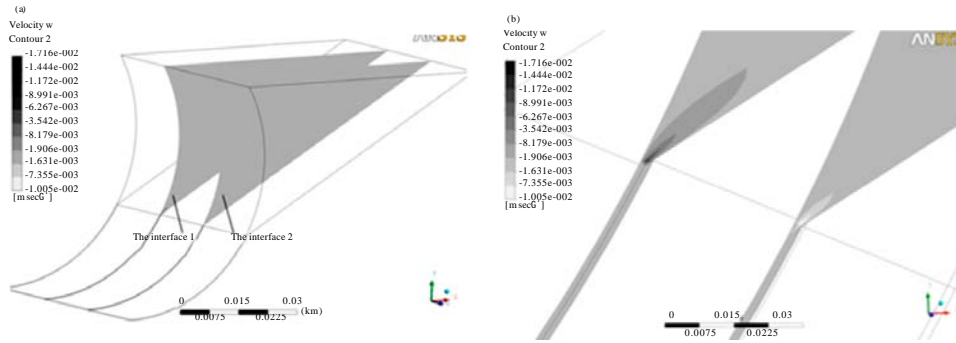 (a)
Velocity w
Contour 2
-1.716e-002
-1.444e-002
-1.172e-002
-8.991e-003
-6.267e-003
-3.542e-003
-8.179e-003
-1.906e-003
-1.631e-003
-7.355e-003
-1.005e-002
[m secG
The interface 1
The interface 2
0 0.015 0.03 (km)
0.0075 0.0225
(b)
Velocity w
Contour 2
-1.716e-002
-1.444e-002
-1.172e-002
-8.991e-003
-6.267e-003
-3.542e-003
-8.179e-003
-1.906e-003
-1.631e-003
-7.355e-003
-1.005e-002
[m secG
0 0.015 0.03
0.0075 0.0225